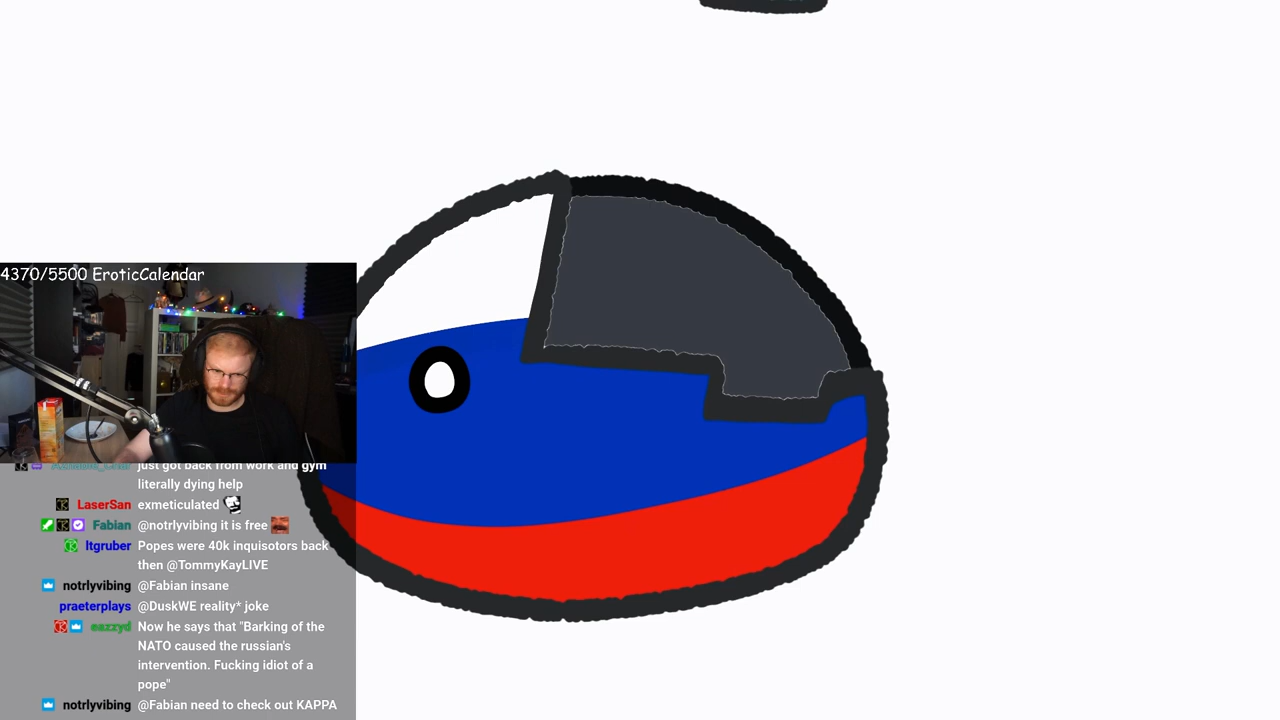 4370/5500 EroticCalendar
just got back from work and gym
literally dying help
LaserSan exmeticulated
Fabian @notrlyvibing it is free
ltgruber Popes were 40k inquisotors back
then @TommyKayLIVE
notrlyvibing @Fabian insane
praeterplays @DuskWE reality* joke
eazzyd Now he says that "Barking of the
NATO caused the russian's
intervention. Fucking idiot of a
pope"
notrlyvibing @Fabian need to check out KAPPA